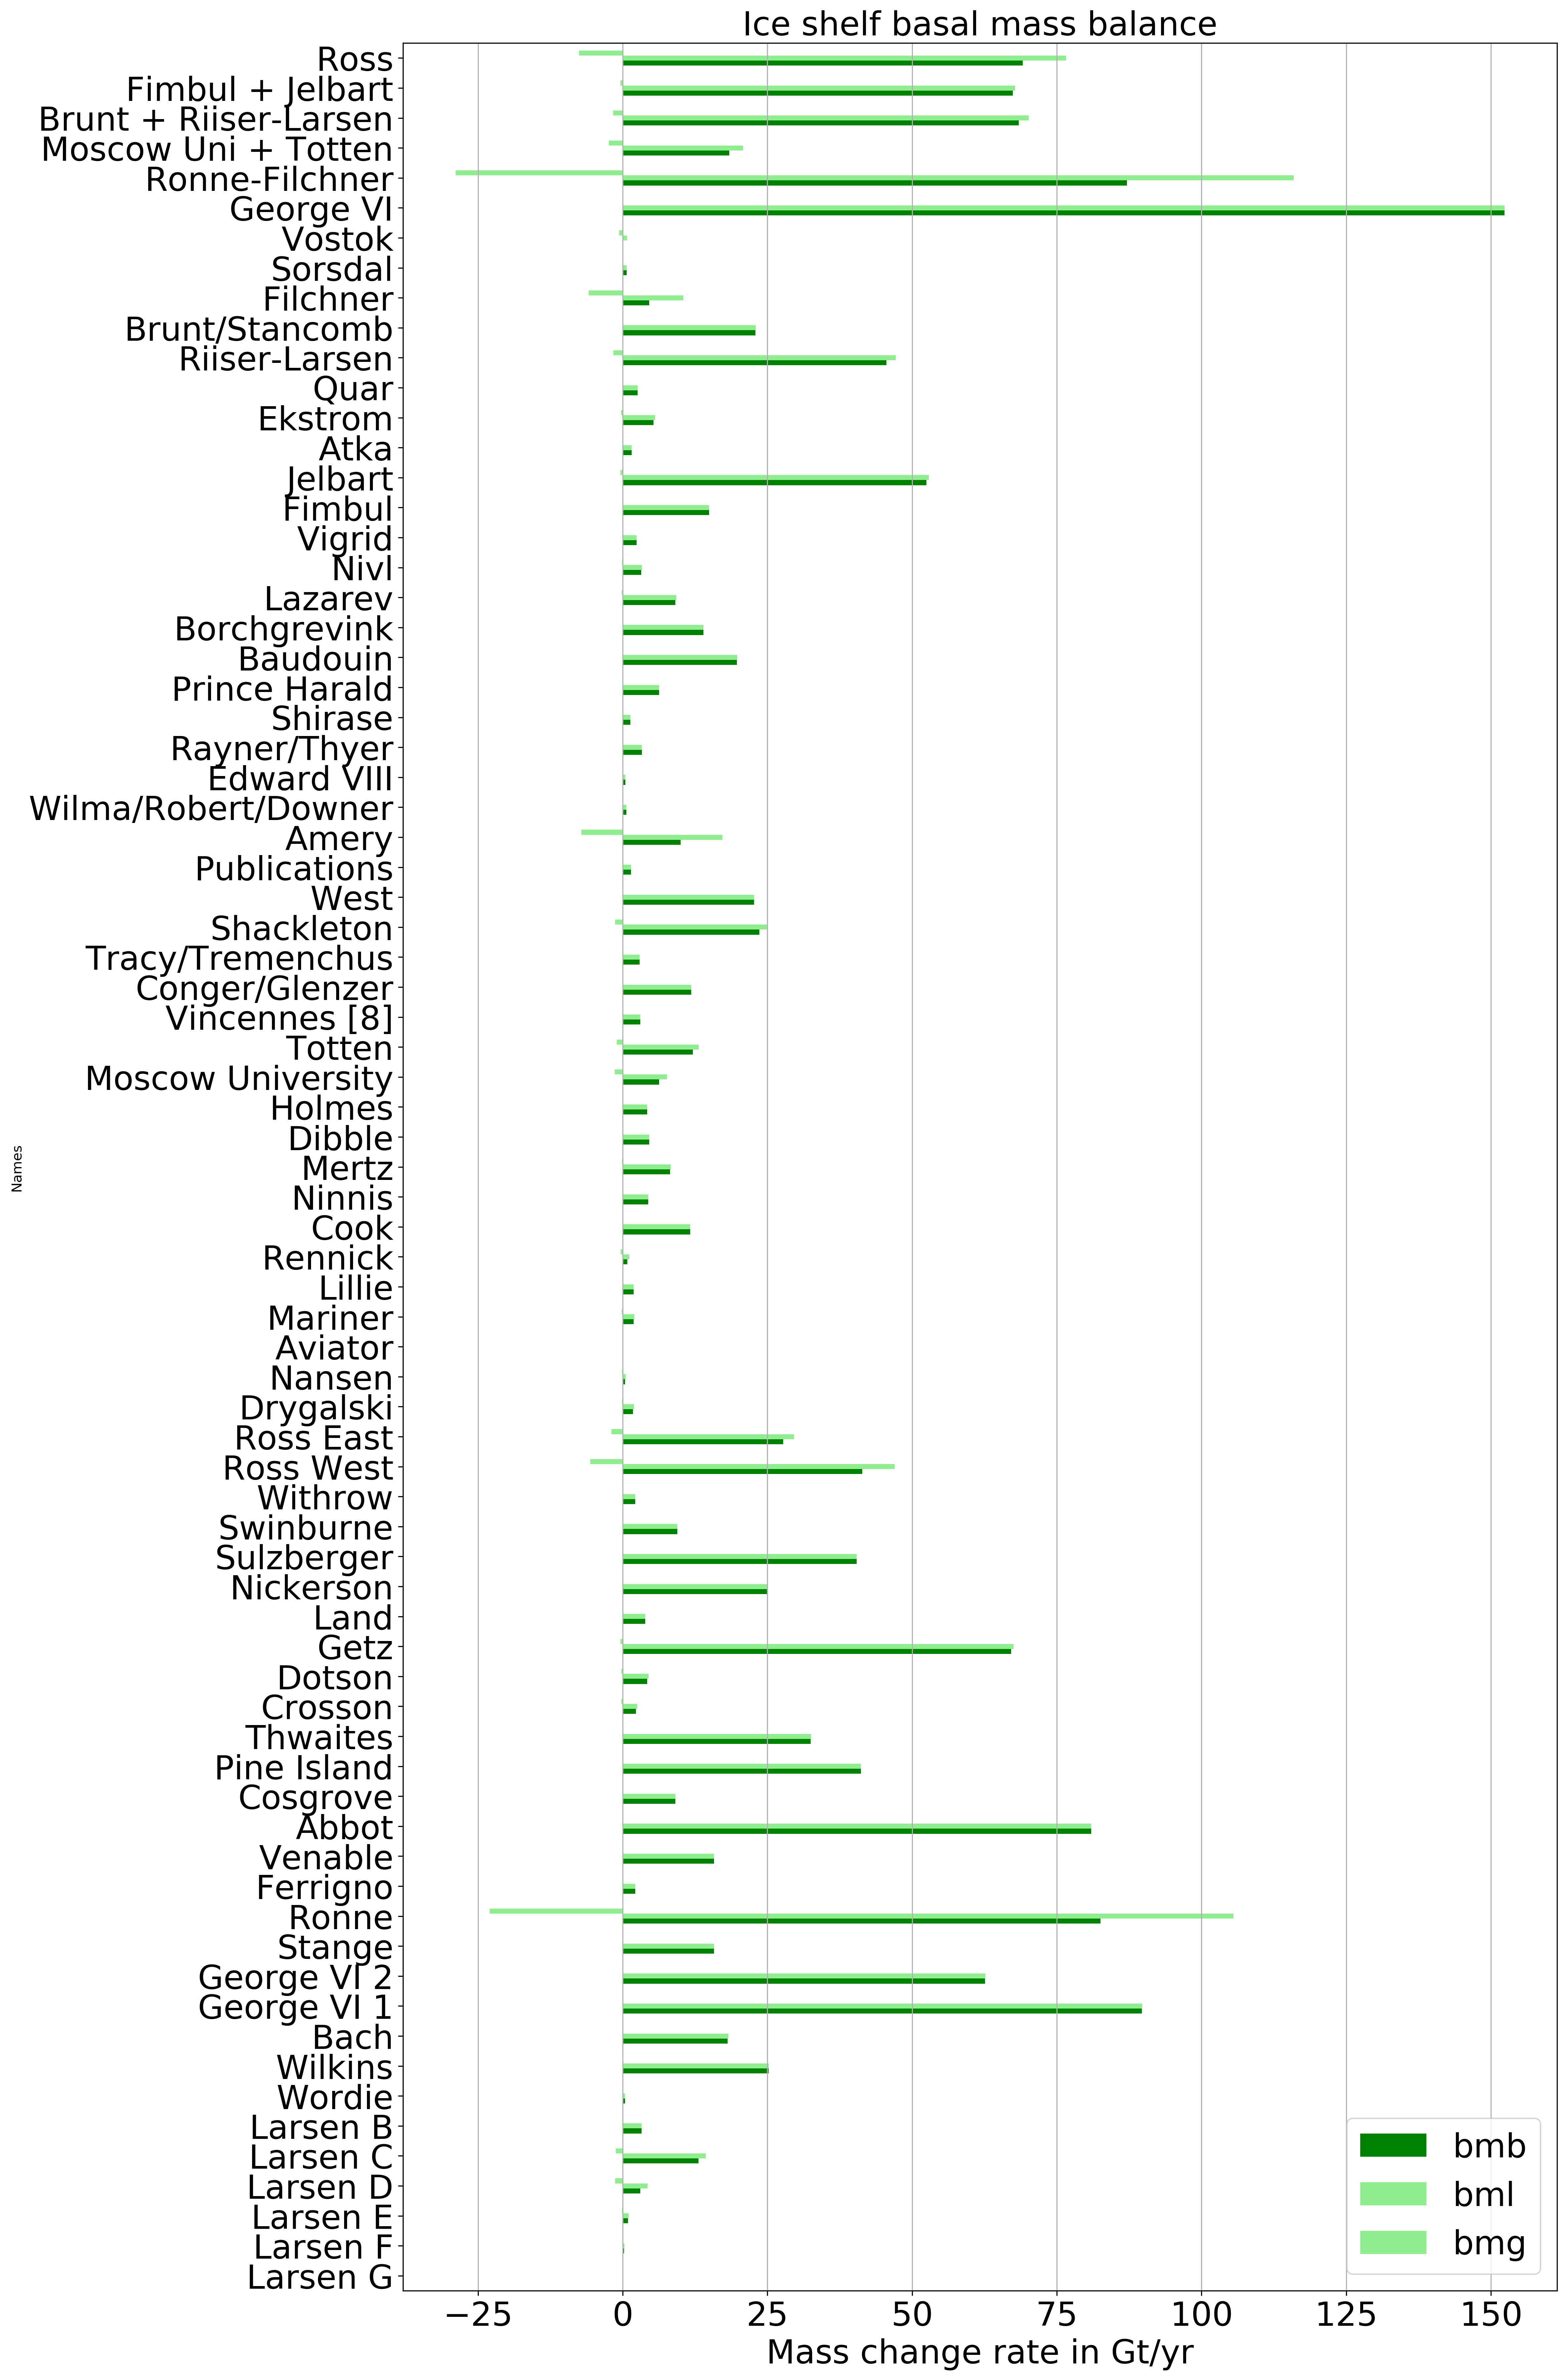 Ice shelf basal mass balance
Ross
Fimbul + Jelbart
Brunt + Riiser-Larsen
Moscow Uni + Totten
Ronne-Filchner
George VI
Vostok
Sorsdal
Filchner
Brunt/Stancomb
Riiser-Larsen
Quar
Ekstrom
Atka
Jelbart
Fimbul
Vigrid
Nivl
Lazarev
Borchgrevink
Baudouin
Prince Harald
Shirase
Rayner/Thyer
Edward VIII
Wilma/Robert/Downer
Amery
Publications
West
Shackleton
Tracy/Tremenchus
Conger/Glenzer
Vincennes [8]
Totten
Moscow University
Holmes
Dibble
Mertz
Ninnis
Cook
Rennick
Lillie
Mariner
Aviator
Nansen
Drygalski
Ross East
Ross West
Withrow
Swinburne
Sulzberger
Nickerson
Land
Getz
Dotson
Crosson
Thwaites
Pine Island
Cosgrove
Abbot
Venable
Ferrigno
Ronne
Stange
George VI 2
George VI 1
Bach
Wilkins
Wordie
Larsen B
Larsen C
Larsen D
Larsen E
Larsen F
Larsen G
Names
bmb
bml
bmg
−25 0 25 50 75 100 125 150
Mass change rate in Gt/yr